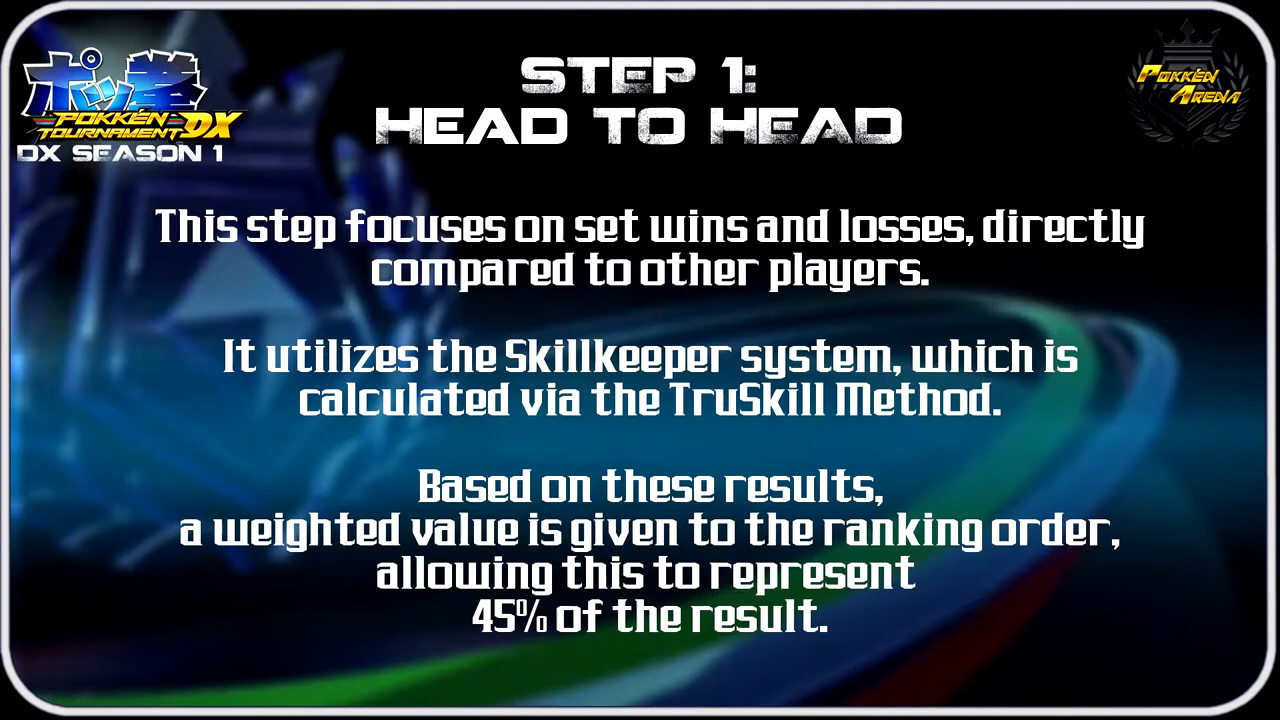 ポッ拳
POKKÉN
TOURNAMENT DX
DX SEASON 1
STEP 1:
HEAD TO HEAD
POKKÉN
ARENA
This step focuses on set wins and losses, directly
compared to other players.
It utilizes the Skillkeeper system, which is
calculated via the TruSkill Method.
Based on these results,
a weighted value is given to the ranking order,
allowing this to represent
45% of the result.